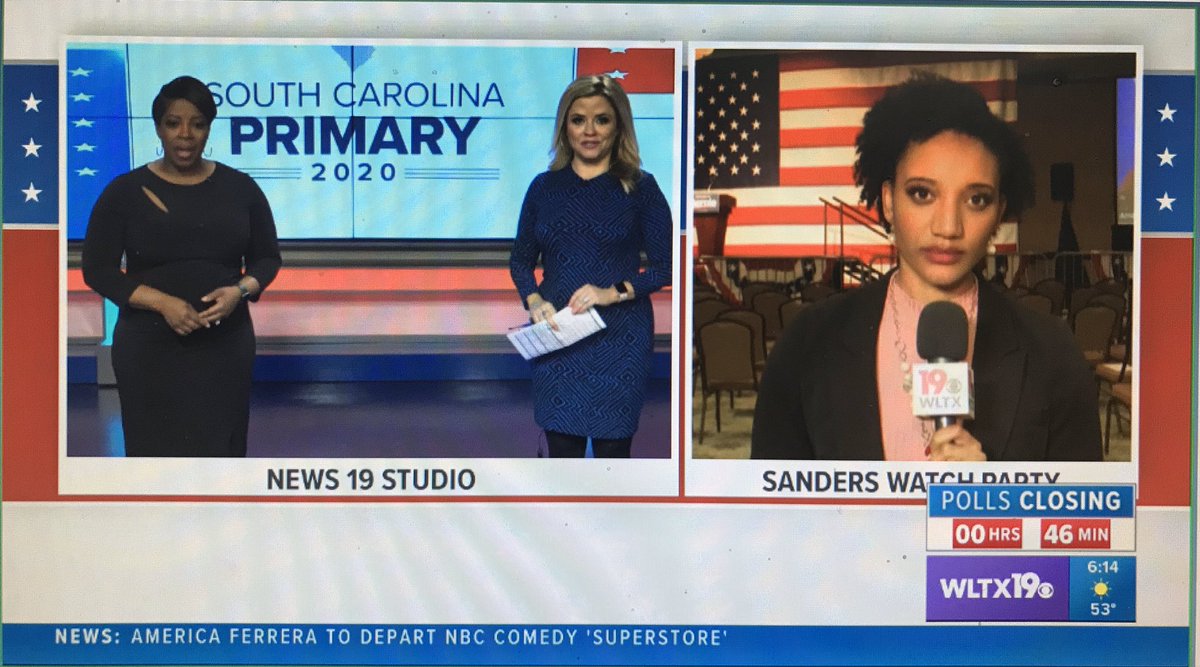 SOUTH CAROLINA
PRIMARY
2020
NEWS 19 STUDIO
19
WLTX
SANDERS WATCH PARTY
POLLS CLOSING
00 HRS 46 MIN
WLTX19
6:14
53°
NEWS: AMERICA FERRERA TO DEPART NBC COMEDY 'SUPERSTORE'